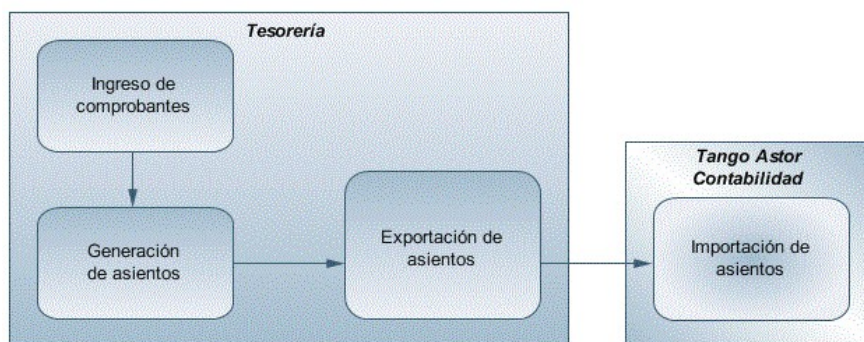 Tesorería
Ingreso de
comprobantes
Generación
de asientos
Exportación de
asientos
Tango Astor
Contabilidad
Importación de
asientos